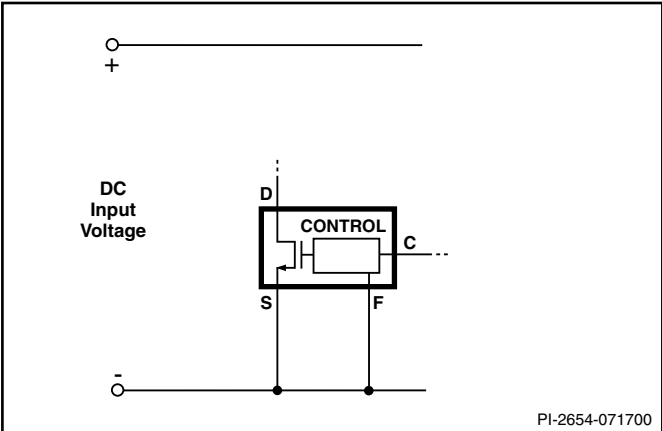 +
DC
Input
Voltage
D
CONTROL
C
S
F
-
PI-2654-071700